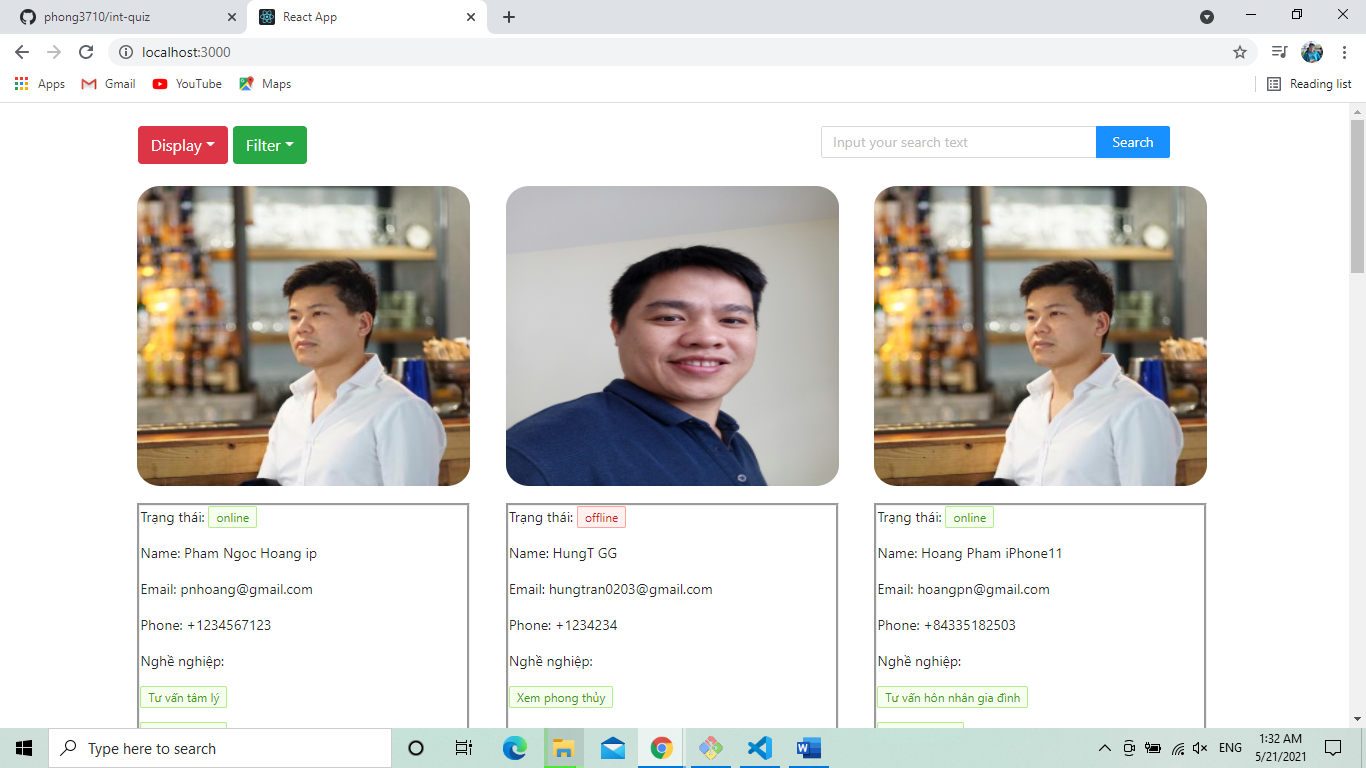 phong3710/int-quiz
React App
localhost:3000
Apps
Gmail
YouTube
Maps
Reading list
Display
Filter
Input your search text
Search
Trạng thái: online
Name: Pham Ngoc Hoang ip
Email: pnhoang@gmail.com
Phone: +1234567123
Nghề nghiệp:
Tư vấn tâm lý
Trạng thái: offline
Name: HungT GG
Email: hungtran0203@gmail.com
Phone: +1234234
Nghề nghiệp:
Xem phong thủy
Trạng thái: online
Name: Hoang Pham iPhone11
Email: hoangpn@gmail.com
Phone: +84335182503
Nghề nghiệp:
Tư vấn hôn nhân gia đình
Type here to search
ENG
1:32 AM
5/21/2021